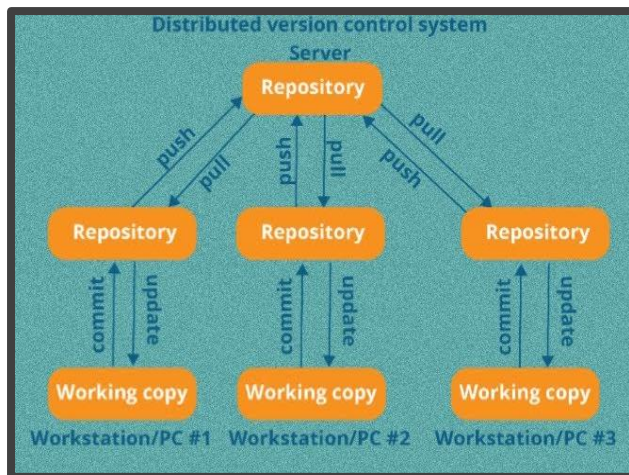 Distributed version control system
Server
Repository
push
pull
push
pull
pull
push
Repository
Repository
Repository
commit
update
commit
update
commit
update
Working copy
Working copy
Working copy
Workstation/PC #1
Workstation/PC #2
Workstation/PC #3